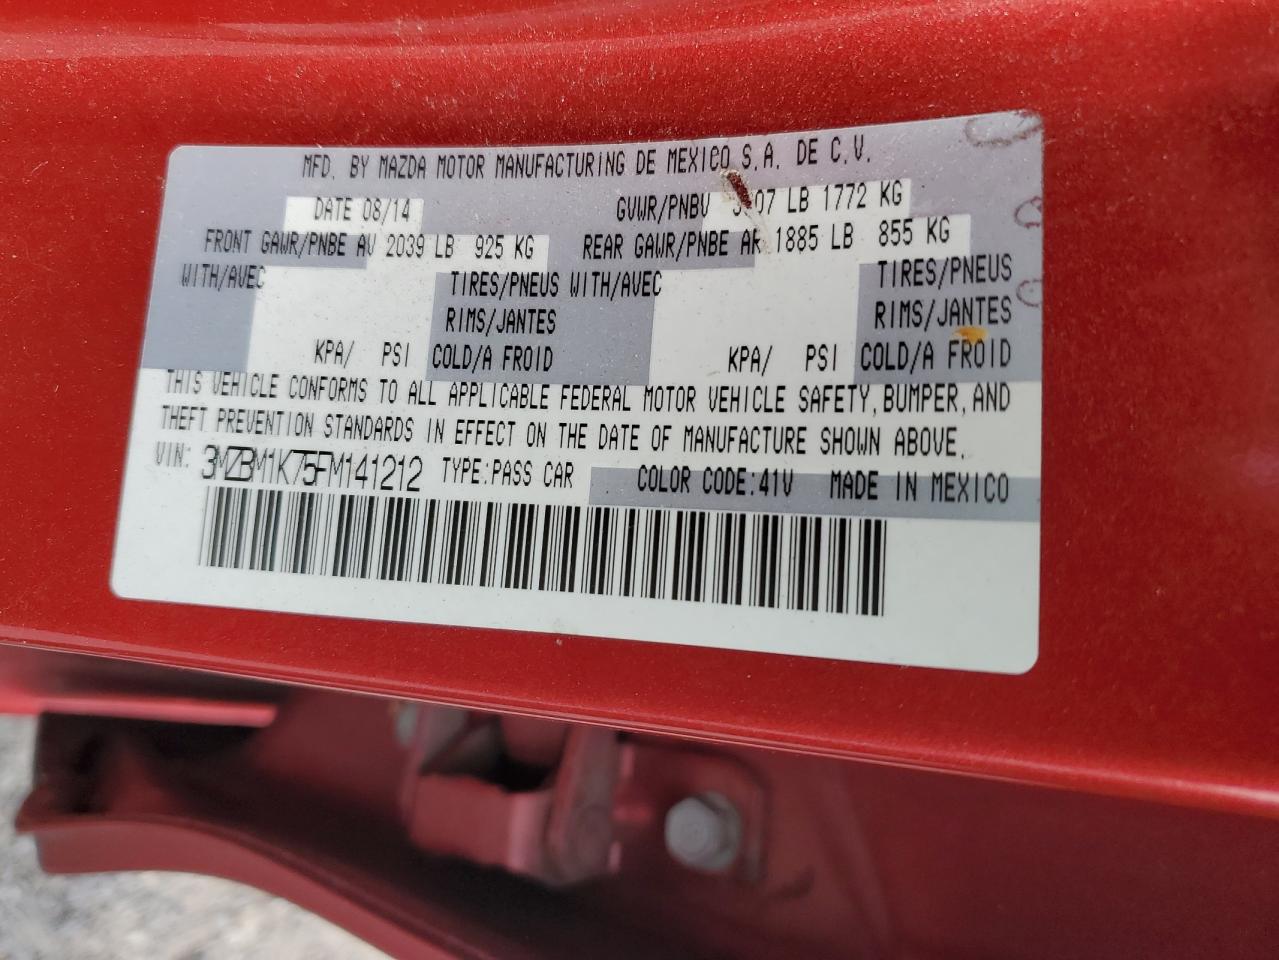 MFD. BY MAZDA MOTOR MANUFACTURING DE MEXICO S.A. DE C.V.
DATE 08/14 GVWR/PNBV LB 1772 KG
FRONT GAWR/PNBE AV 2039 LB 925 KG REAR GAWR/PNBE AR 1885 LB 855 KG
WITH/AVEC TIRES/PNEUS WITH/AVEC TIRES/PNEUS
RIMS/JANTES RIMS/JANTES
KPA/ PSI COLD/A FROID KPA/ PSI COLD/A FROID
THIS VEHICLE CONFORMS TO ALL APPLICABLE FEDERAL MOTOR VEHICLE SAFETY, BUMPER, AND
THEFT PREVENTION STANDARDS IN EFFECT ON THE DATE OF MANUFACTURE SHOWN ABOVE.
VIN: 3MZBM1K75FM141212 TYPE:PASS CAR COLOR CODE:41V MADE IN MEXICO